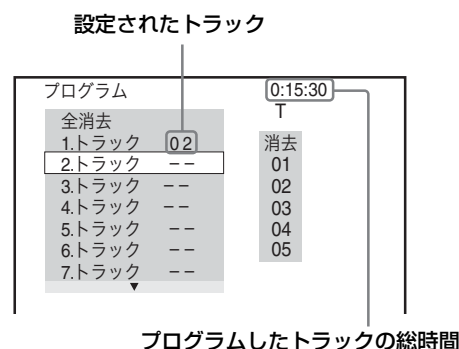 設定されたトラック
プログラム
0:15:30
T
全消去
1.トラック 02
2.トラック --
3.トラック --
4.トラック --
5.トラック --
6.トラック --
7.トラック --
消去
01
02
03
04
05
プログラムしたトラックの総時間